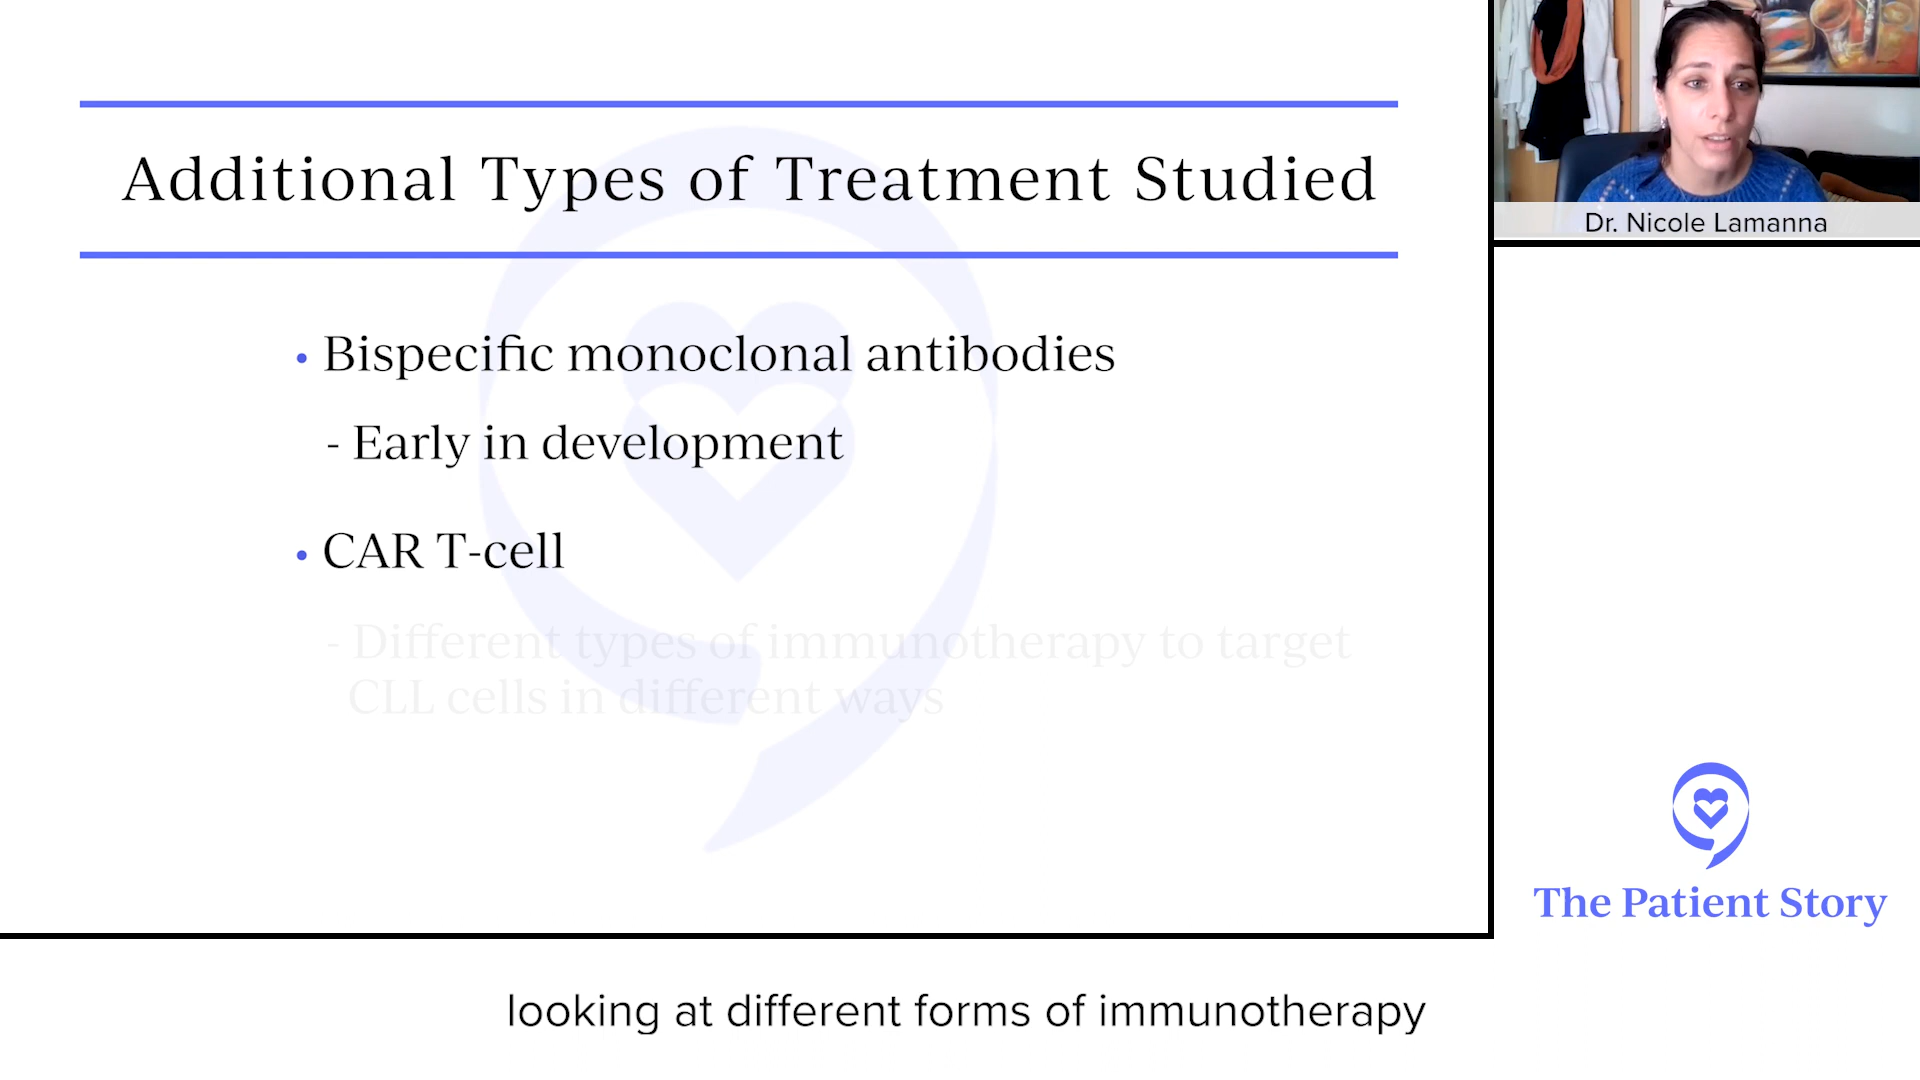 Additional Types of Treatment Studied
• Bispecific monoclonal antibodies
- Early in development
• CAR T-cell
- Different types of immunotherapy to target
CLL cells in different ways
Dr. Nicole Lamanna
The Patient Story
looking at different forms of immunotherapy